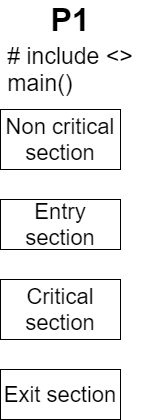 P1
# include <>
main()
Non critical
section
Entry
section
Critical
section
Exit section